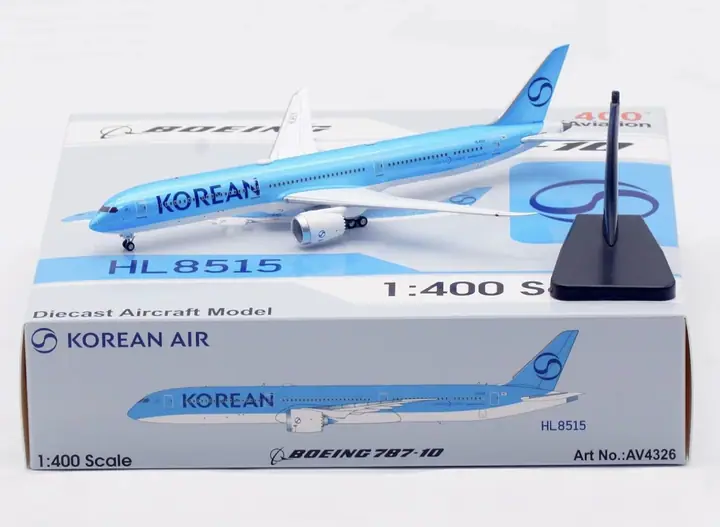 BOEING
400
Aviation
-10
KOREAN
HL8515
1:400 S
Diecast Aircraft Model
KOREAN AIR
KOREAN
HL8515
1:400 Scale
BOEING 787-10
Art No.:AV4326